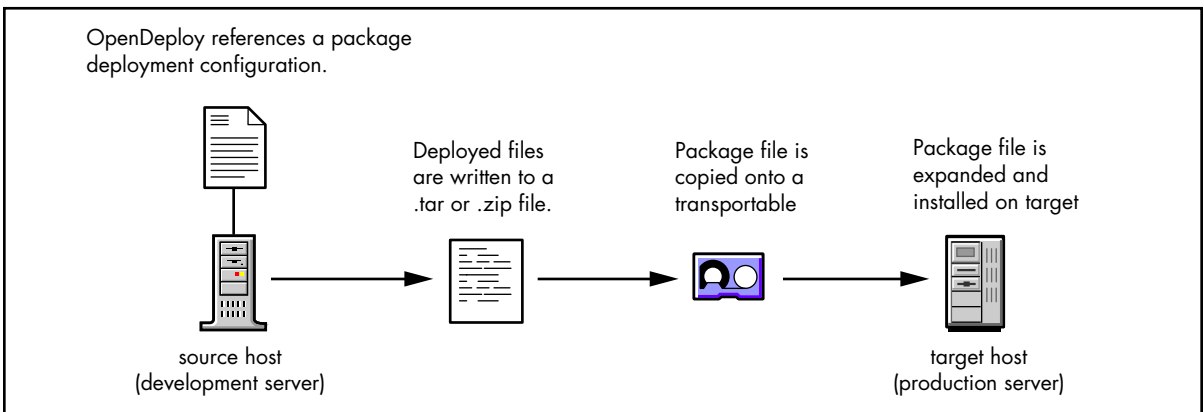 OpenDeploy references a package
deployment configuration.
Deployed files
are written to a
.tar or .zip file.
Package file is
copied onto a
transportable
Package file is
expanded and
installed on target
source host
(development server)
target host
(production server)